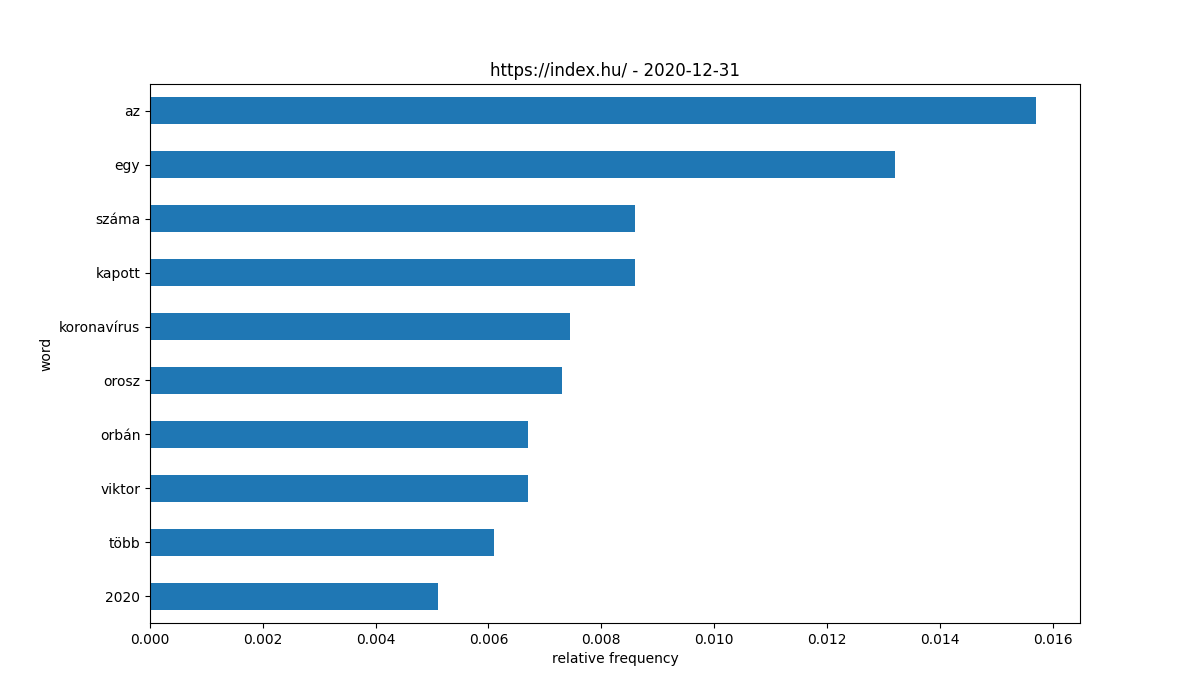 https://index.hu/ - 2020-12-31
az
egy
száma
kapott
koronavírus
orosz
orbán
viktor
több
2020
word
0.000 0.002 0.004 0.006 0.008 0.010 0.012 0.014 0.016
relative frequency